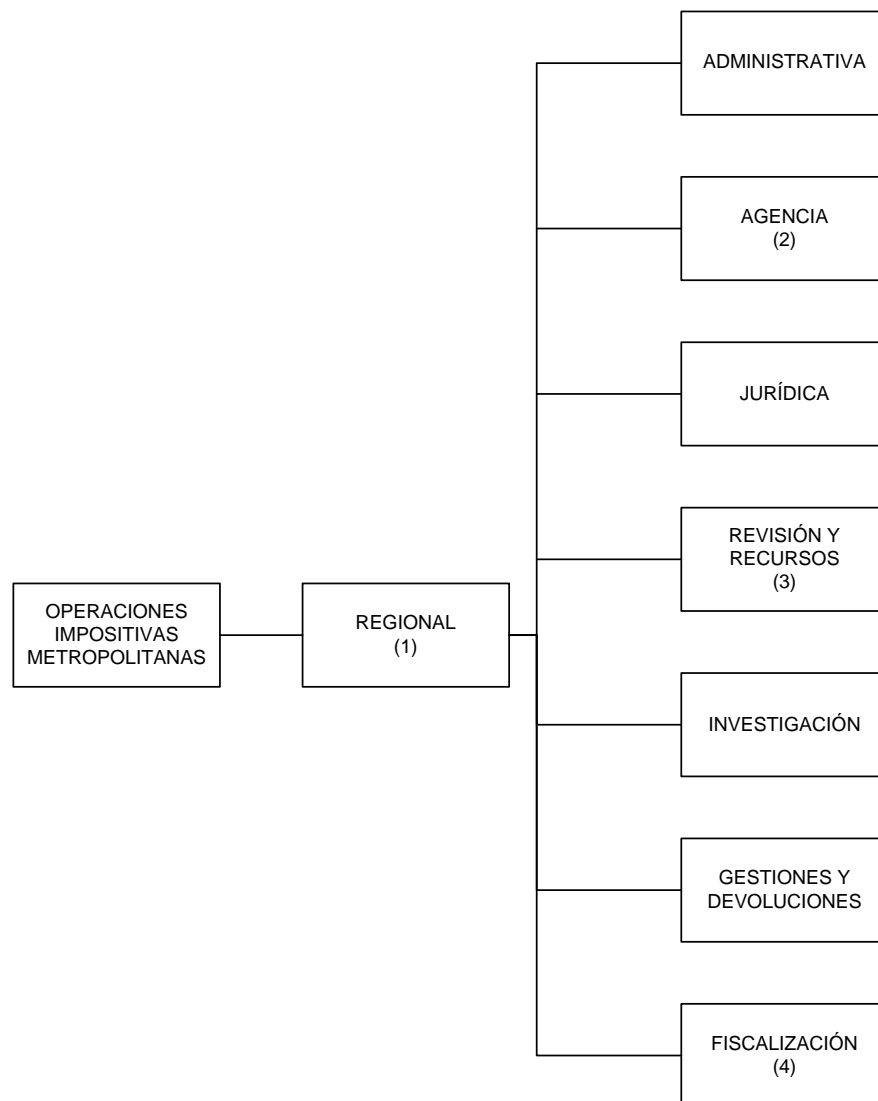 ADMINISTRATIVA
AGENCIA
(2)
JURÍDICA
REVISIÓN Y
RECURSOS
(3)
OPERACIONES
IMPOSITIVAS
METROPOLITANAS
REGIONAL
(1)
INVESTIGACIÓN
GESTIONES Y
DEVOLUCIONES
FISCALIZACIÓN
(4)